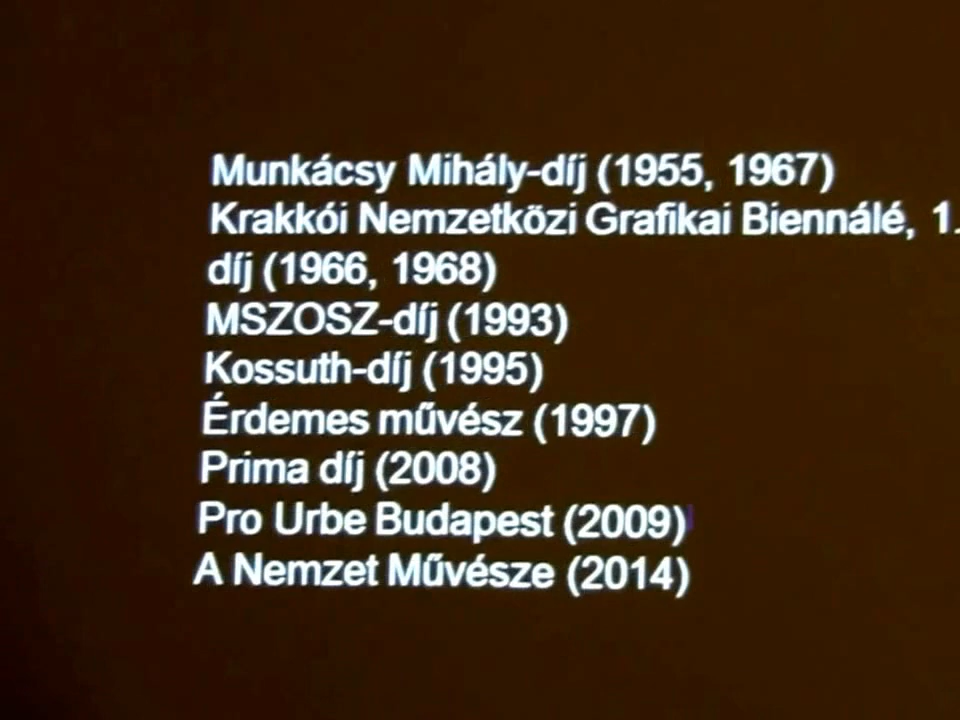 Munkácsy Mihály-díj (1955, 1967)
Krakkói Nemzetközi Grafikai Biennálé, 1.
díj (1966, 1968)
MSZOSZ-díj (1993)
Kossuth-díj (1995)
Érdemes művész (1997)
Prima díj (2008)
Pro Urbe Budapest (2009)
A Nemzet Művésze (2014)